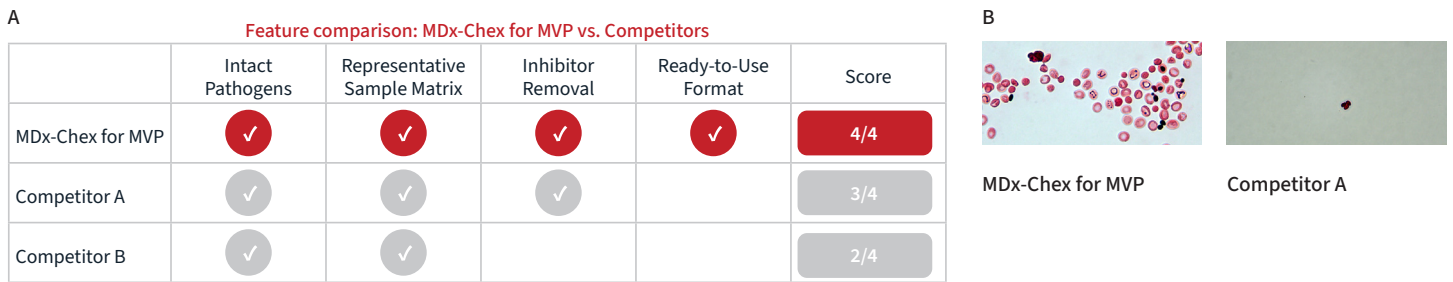 A
Feature comparison: MDx-Chex for MVP vs. Competitors
Intact Pathogens
Representative Sample Matrix
Inhibitor Removal
Ready-to-Use Format
Score
MDx-Chex for MVP ✓ ✓ ✓ ✓ 4/4
Competitor A ✓ ✓ ✓ 3/4
Competitor B ✓ ✓ 2/4
B
MDx-Chex for MVP
Competitor A